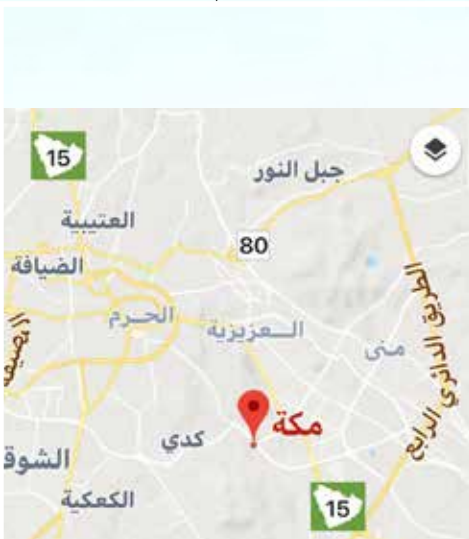 15
جبل النور
العتيبية
80
الضيافة
الحرم
العزيزية
منى
الطريق الدائري الرابع
مكة
كدي
الشوق
الكعكية
15